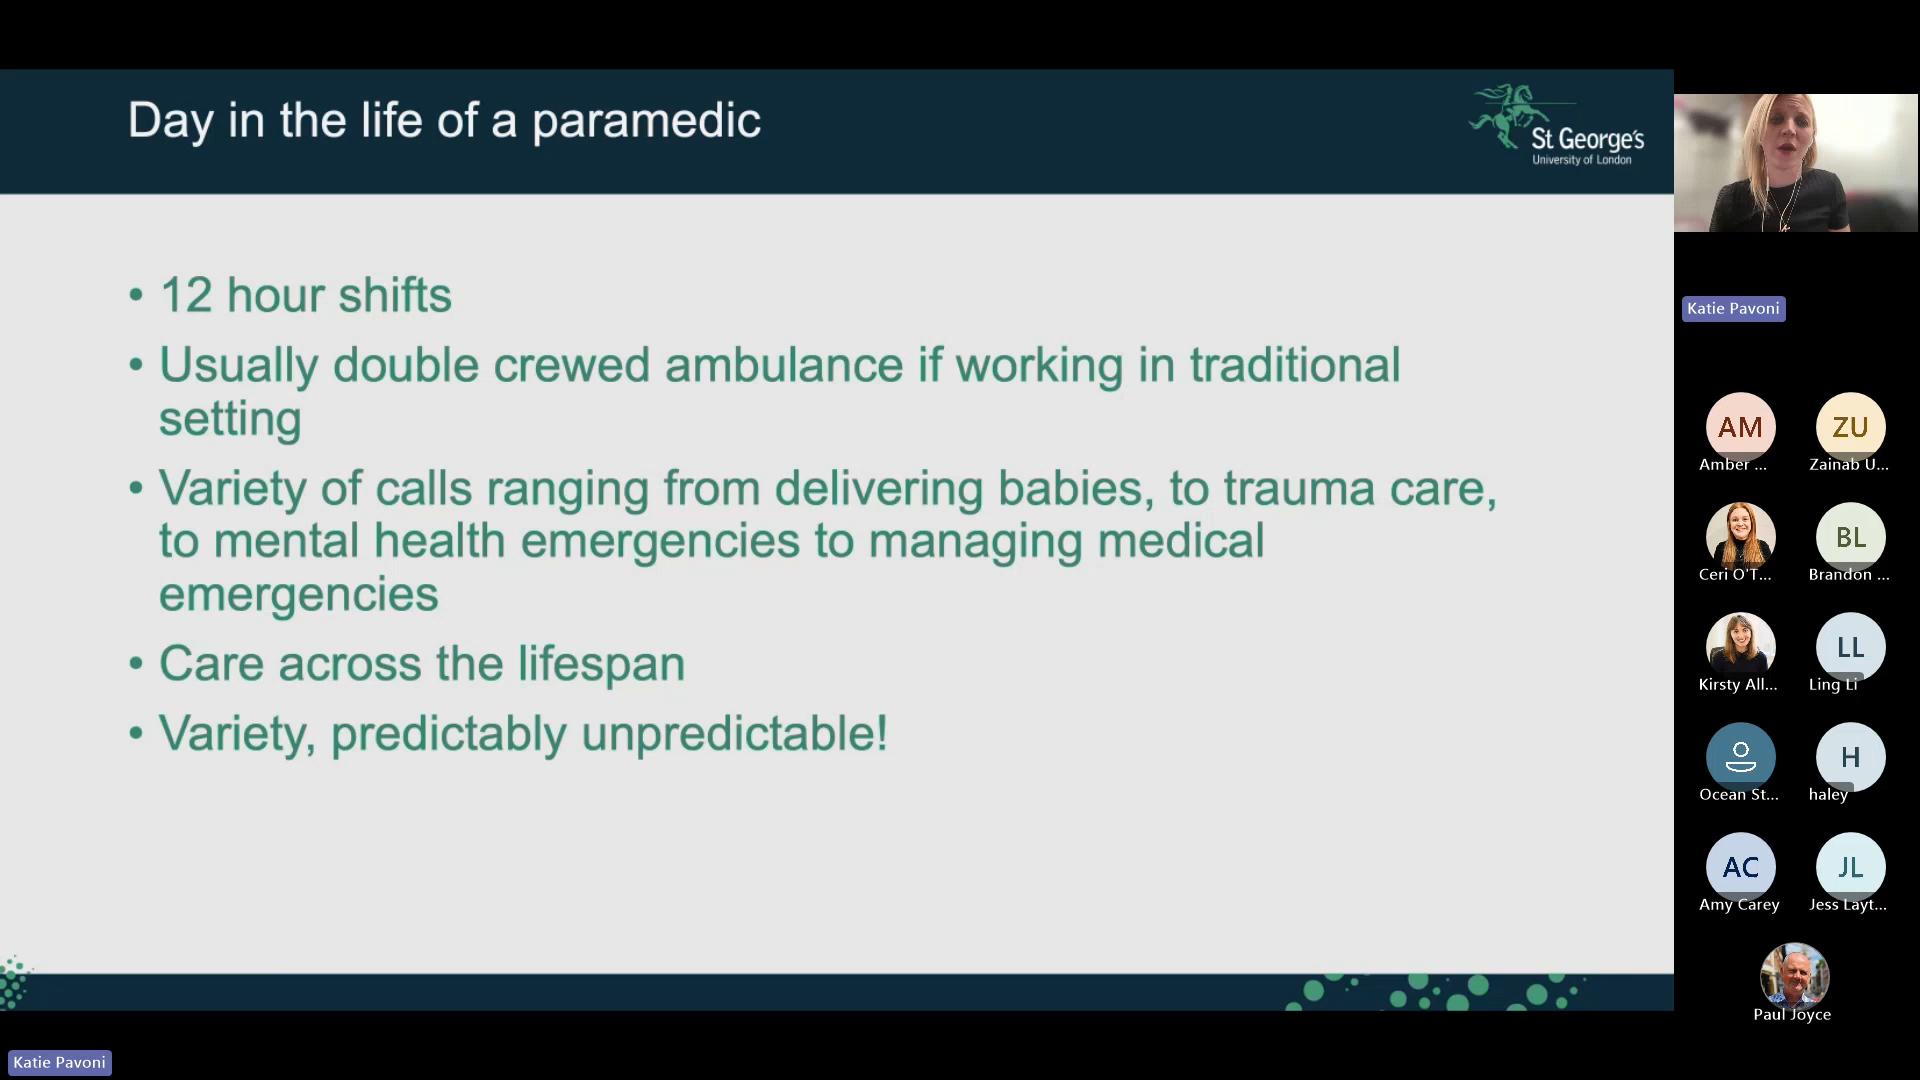 Day in the life of a paramedic
St George's
University of London
• 12 hour shifts
• Usually double crewed ambulance if working in traditional
setting
• Variety of calls ranging from delivering babies, to trauma care,
to mental health emergencies to managing medical
emergencies
• Care across the lifespan
• Variety, predictably unpredictable!
Katie Pavoni
AM
Amber ...
ZU
Zainab U...
Ceri O'T...
BL
Brandon ...
Kirsty All...
LL
Ling Li
Ocean St...
H
haley
AC
Amy Carey
JL
Jess Layt...
Paul Joyce
Katie Pavoni